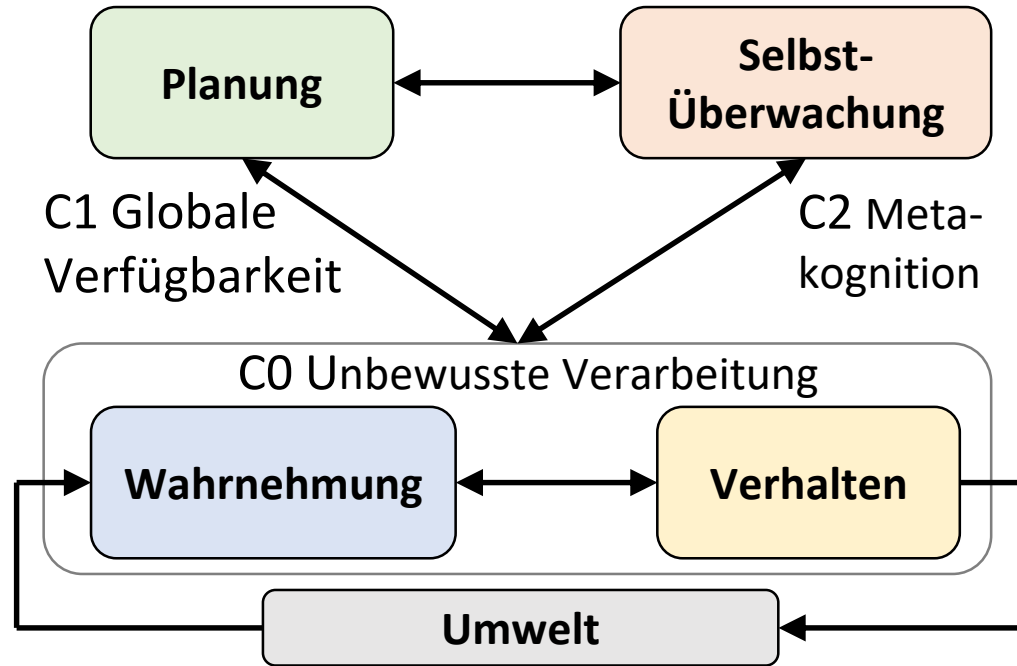 Planung
Selbst-
Überwachung
C1 Globale
Verfügbarkeit
C2 Meta-
kognition
C0 Unbewusste Verarbeitung
Wahrnehmung
Verhalten
Umwelt